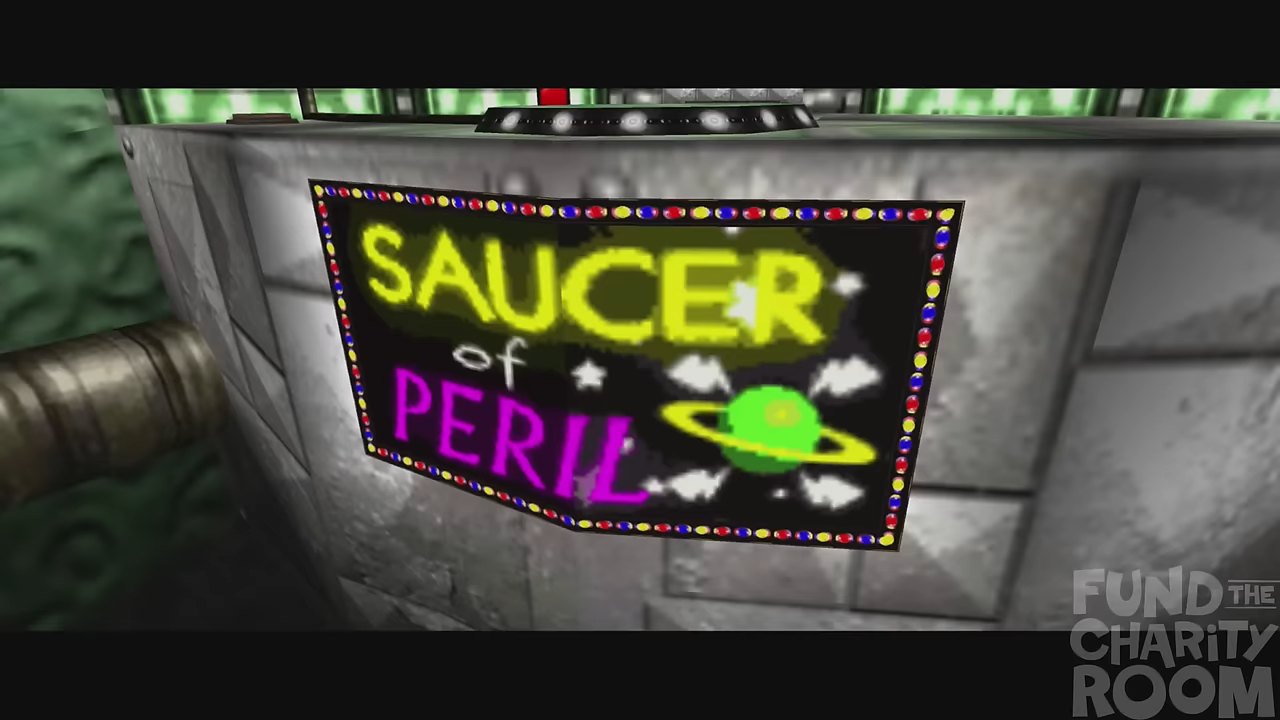 SAUCER
of
PERIL
FUND THE
CHARITY
ROOM